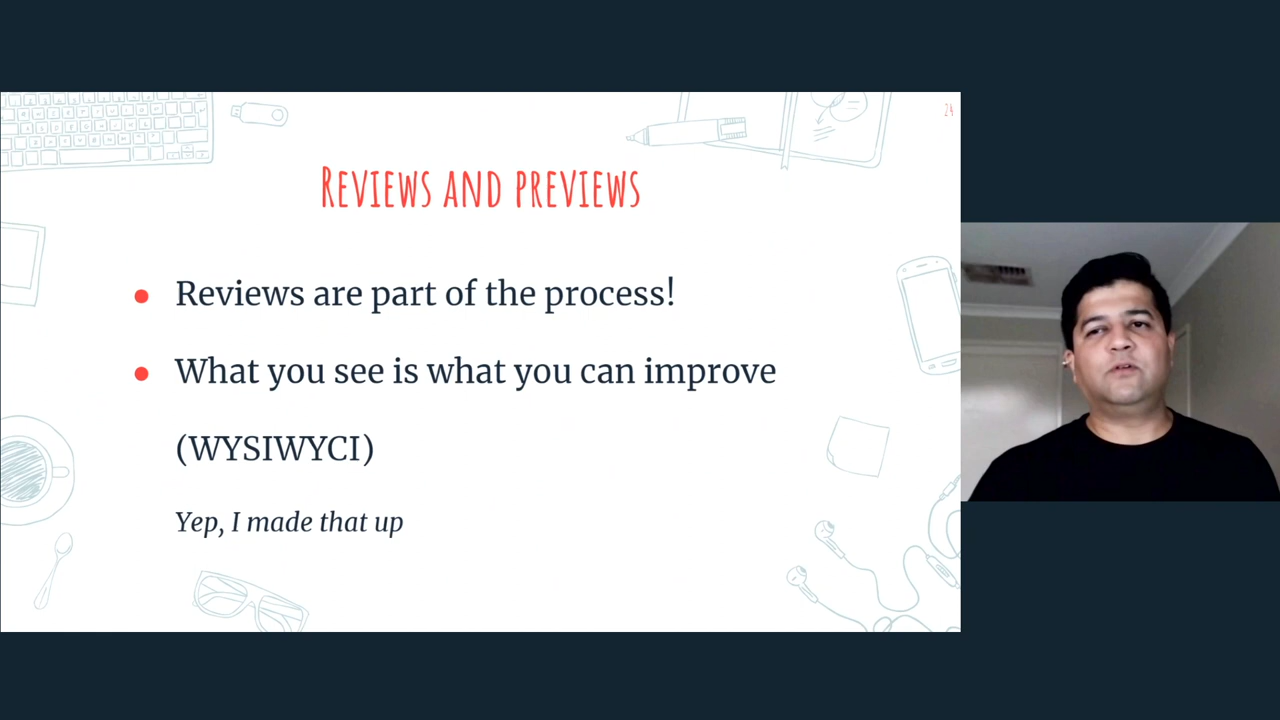 24
Reviews and previews
Reviews are part of the process!
What you see is what you can improve
(WYSIWYCI)
Yep, I made that up